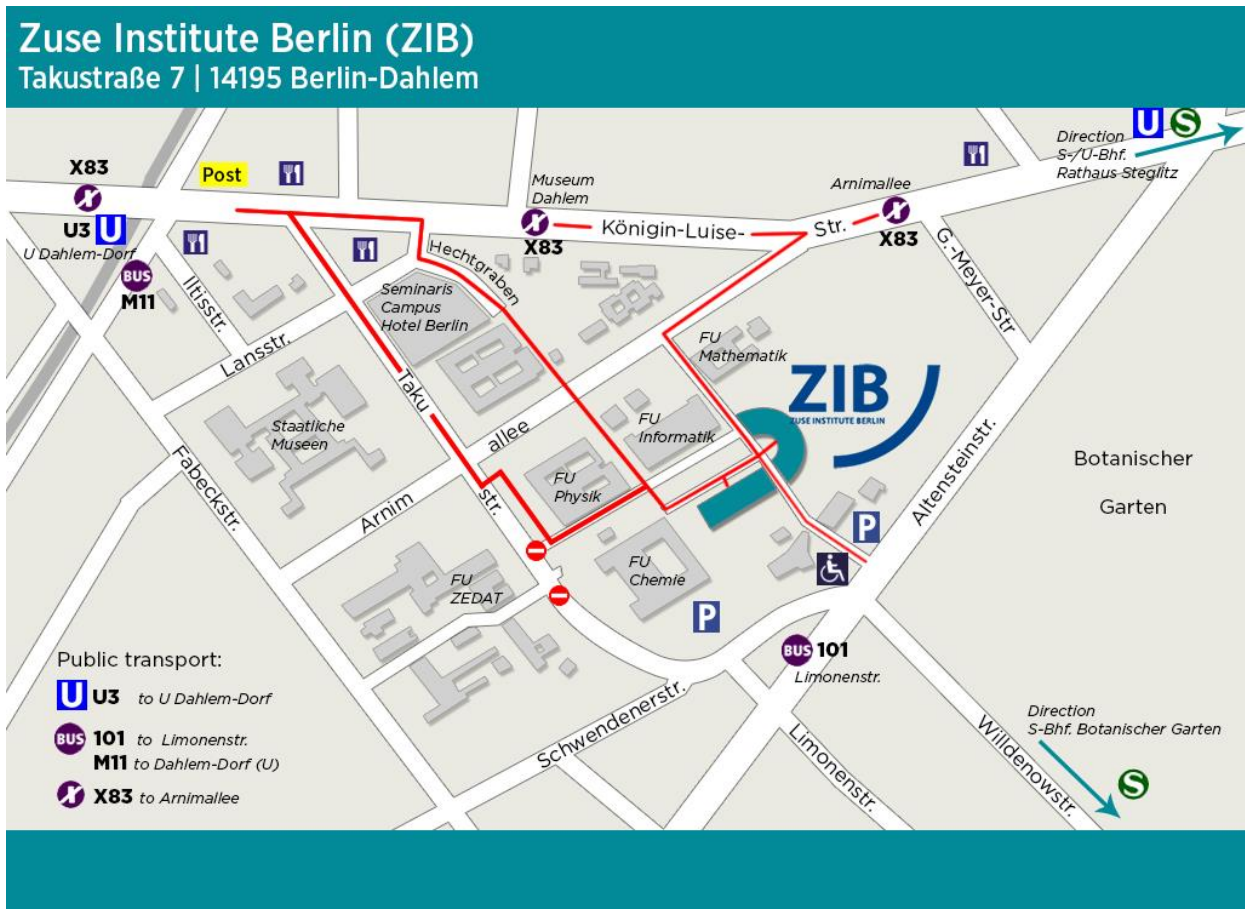 Zuse Institute Berlin (ZIB)
Takustraße 7 | 14195 Berlin-Dahlem
U S
Direction
S-/U-Bhf.
Rathaus Steglitz
X83
Post
Museum
Dahlem
Arnimallee
X
X
X
U3 U
X83
Königin-Luise-
Str.
X83
U Dahlem-Dorf
BUS
M11
Iltisstr.
Hechtgraben
G.-Meyer-Str
Lansstr.
Seminaris
Campus
Hotel Berlin
FU
Mathematik
ZIB
ZUSE INSTITUTE BERLIN
Taku
str.
Staatliche
Museen
allee
Arnim
FU
Informatik
FU
Physik
Fabeckstr.
Altensteinstr.
Botanischer
Garten
P
FU
Chemie
FU
ZEDAT
P
BUS 101
Limonenstr.
Public transport:
U U3 to U Dahlem-Dorf
BUS 101 to Limonenstr.
M11 to Dahlem-Dorf (U)
X X83 to Arnimallee
Schwendenerstr.
Limonenstr.
Willdenowstr.
Direction
S-Bhf. Botanischer Garten
S